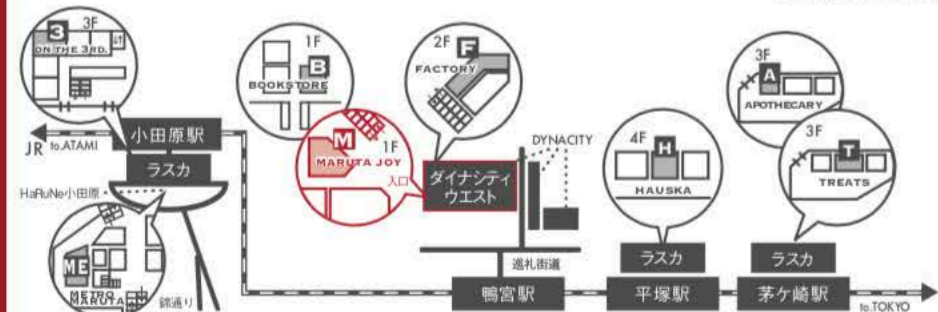 3
3F
ON THE 3RD.
JR
to.ATAMI
小田原駅
ラスカ
HaRuNe小田原
ME
METRO
MARUTA
錦通り
1F
B
BOOKSTORE
M
1F
MARUTA JOY
入口
2F
F
FACTORY
ダイナシティ
ウエスト
DYNACITY
巡礼街道
鴨宮駅
4F
H
HAUSKA
ラスカ
平塚駅
3F
A
APOTHECARY
3F
T
TREATS
ラスカ
茅ケ崎駅
to.TOKYO